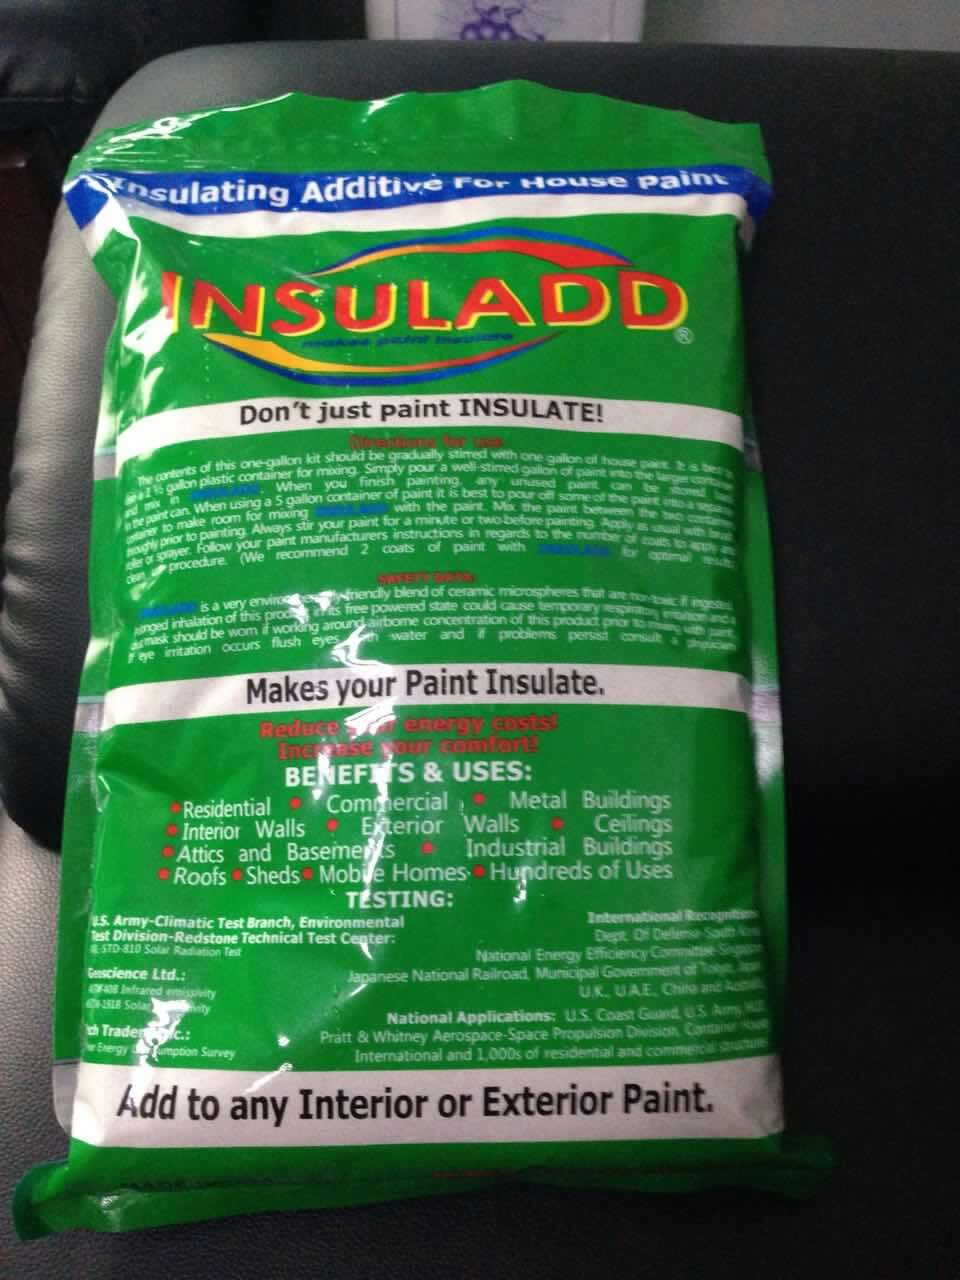 Insulating Additive For House Paint
INSULADD
®
makes paint insulate
Don't just paint INSULATE!
Directions for use
The contents of this one-gallon kit should be gradually stirred with one gallon of house paint. It is best to
use a 1 ½ gallon plastic container for mixing. Simply pour a well-stirred gallon of paint into the larger container
and mix in INSULADD. When you finish painting, any unused paint can be stored back
in the paint can. When using a 5 gallon container of paint it is best to pour off some of the paint into a separate
container to make room for mixing INSULADD with the paint. Mix the paint between the two containers
thoroughly prior to painting. Always stir your paint for a minute or two before painting. Apply as usual with brush
roller or sprayer. Follow your paint manufacturers instructions in regards to the number of coats to apply and
clean up procedure. (We recommend 2 coats of paint with INSULADD for optimal results)
SAFETY DATA:
INSULADD is a very environmentally-friendly blend of ceramic microspheres that are non-toxic if ingested.
Prolonged inhalation of this product in its free powered state could cause temporary respiratory irritation and a
dust mask should be worn if working around airborne concentration of this product prior to mixing with paint.
If eye irritation occurs flush eyes with water and if problems persist consult a physician
Makes your Paint Insulate.
Reduce your energy costs!
Increase your comfort!
BENEFITS & USES:
• Residential • Commercial • Metal Buildings
• Interior Walls • Exterior Walls • Ceilings
• Attics and Basements • Industrial Buildings
• Roofs • Sheds • Mobile Homes • Hundreds of Uses
TESTING:
U.S. Army-Climatic Test Branch, Environmental
Test Division-Redstone Technical Test Center:
MIL-STD-810 Solar Radiation Test
Geoscience Ltd.:
Infrared emissivity
Solar
Energy Consumption Survey
International Recognition
Dept. Of Defense-South Korea
National Energy Efficiency Committee-Singapore
Japanese National Railroad, Municipal Government of Tokyo, Japan
U.K., U.A.E., China and Australia
National Applications: U.S. Coast Guard, U.S. Army, HUD
Pratt & Whitney Aerospace-Space Propulsion Division, Container Home
International and 1,000s of residential and commercial structures
Add to any Interior or Exterior Paint.